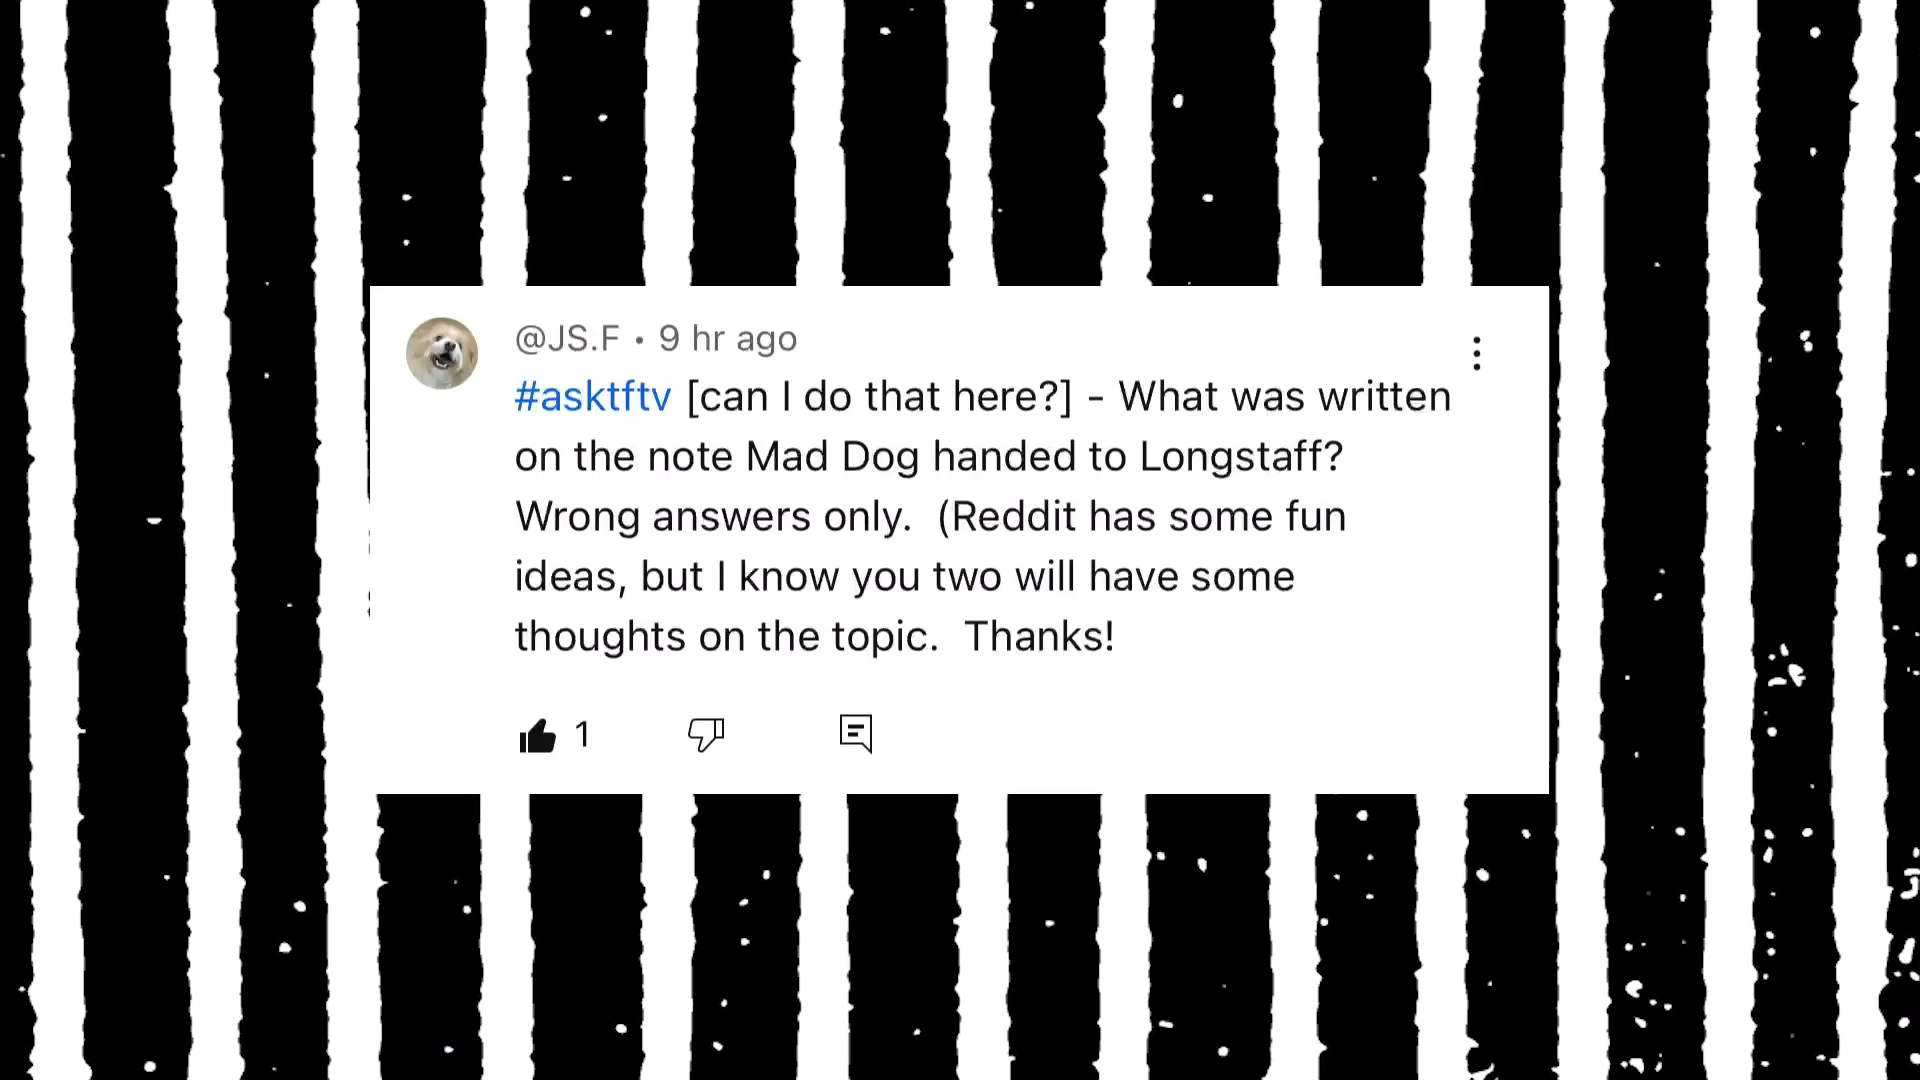 @JS.F • 9 hr ago
#asktftv [can I do that here?] - What was written
on the note Mad Dog handed to Longstaff?
Wrong answers only.  (Reddit has some fun
ideas, but I know you two will have some
thoughts on the topic.  Thanks!
1